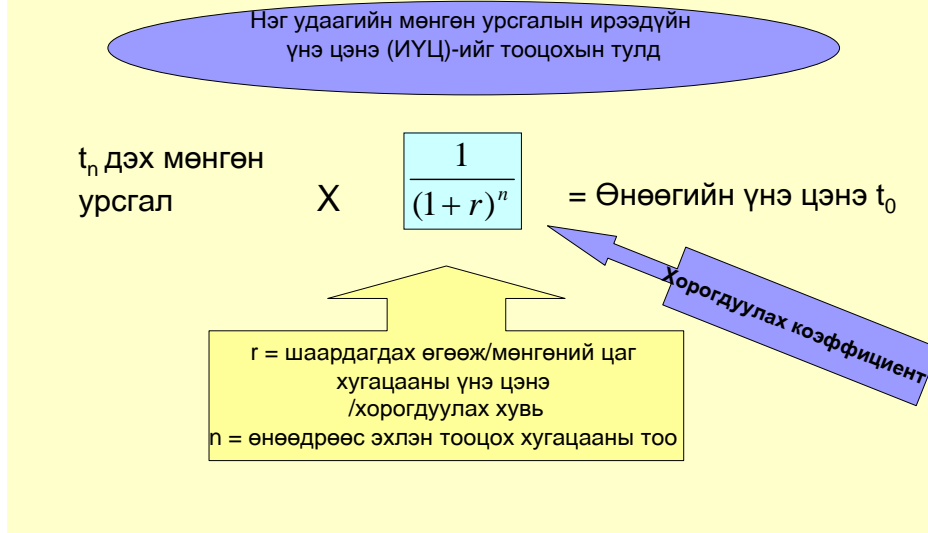 Нэг удаагийн мөнгөн урсгалын ирээдүйн
үнэ цэнэ (ИҮЦ)-ийг тооцохын тулд
tₙ дэх мөнгөн
урсгал X 1/(1+r)ⁿ = Өнөөгийн үнэ цэнэ t₀
Хорогдуулах коэффициент
r = шаардагдах өгөөж/мөнгөний цаг
хугацааны үнэ цэнэ
/хорогдуулах хувь
n = өнөөдрөөс эхлэн тооцох хугацааны тоо